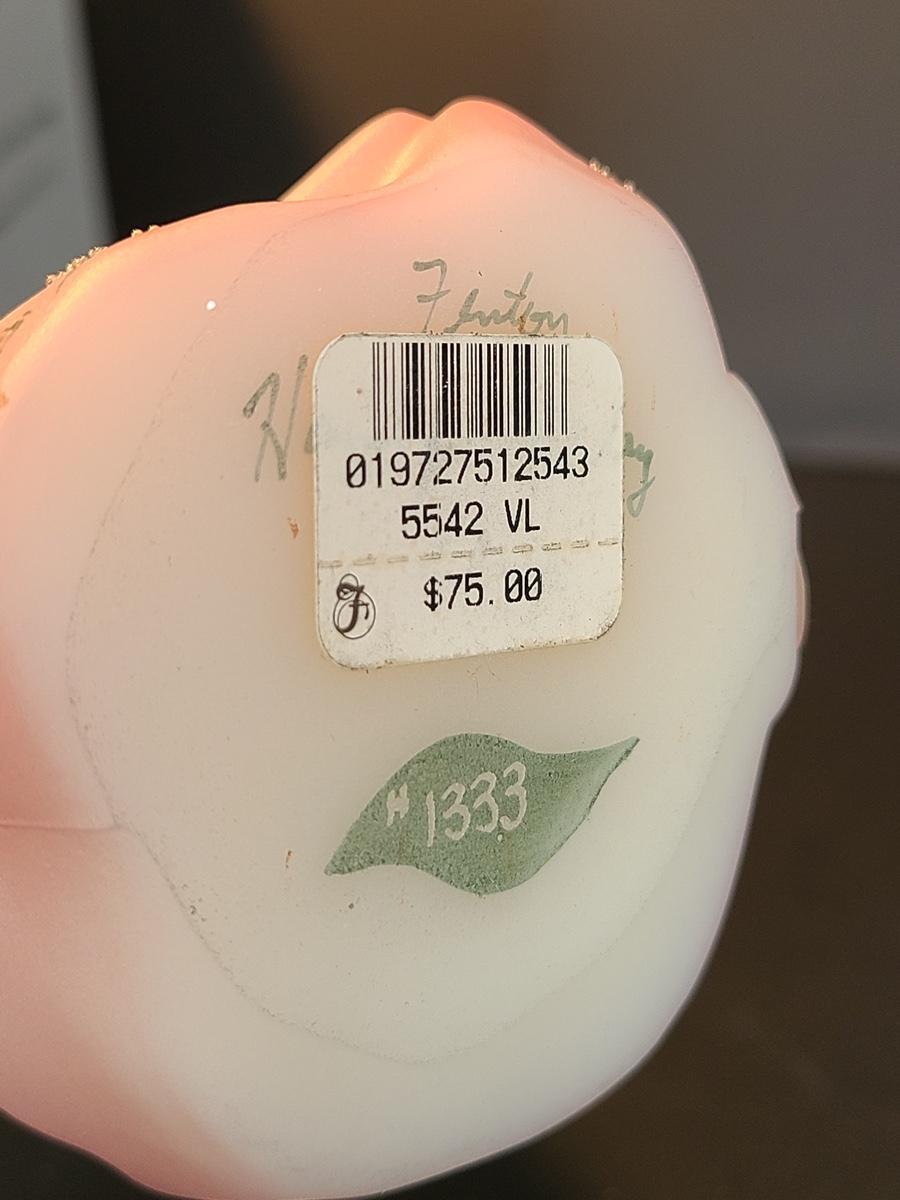 Fenton
019727512543
5542 VL
F $75.00
# 1333